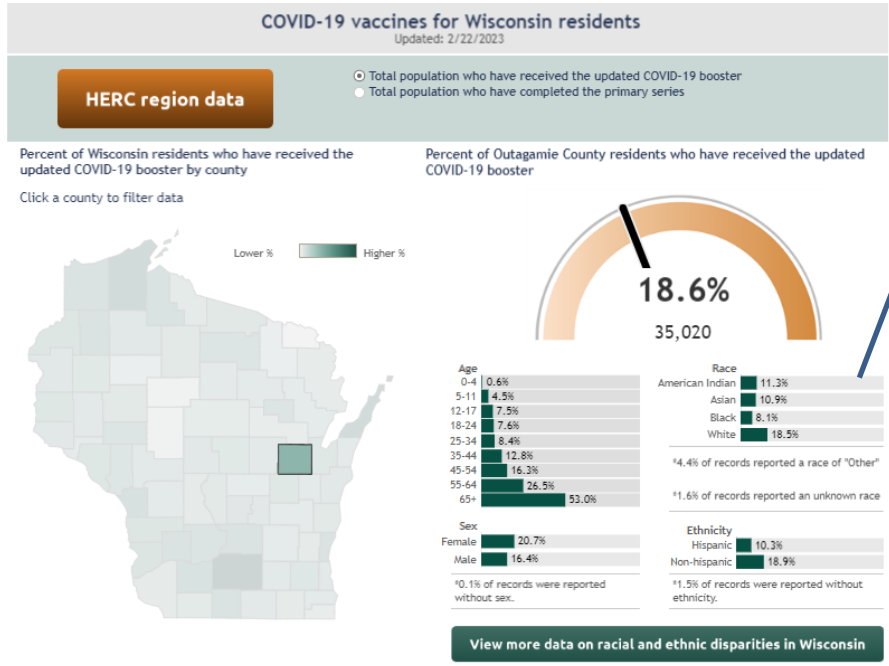 COVID-19 vaccines for Wisconsin residents
Updated: 2/22/2023
HERC region data
Total population who have received the updated COVID-19 booster
Total population who have completed the primary series
Percent of Wisconsin residents who have received the
updated COVID-19 booster by county
Click a county to filter data
Lower %
Higher %
Percent of Outagamie County residents who have received the updated
COVID-19 booster
18.6%
35,020
Age
0-4 0.6%
5-11 4.5%
12-17 7.5%
18-24 7.6%
25-34 8.4%
35-44 12.8%
45-54 16.3%
55-64 26.5%
65+ 53.0%
Sex
Female 20.7%
Male 16.4%
*0.1% of records were reported
without sex.
Race
American Indian 11.3%
Asian 10.9%
Black 8.1%
White 18.5%
*4.4% of records reported a race of "Other"
*1.6% of records reported an unknown race
Ethnicity
Hispanic 10.3%
Non-hispanic 18.9%
*1.5% of records were reported without
ethnicity.
View more data on racial and ethnic disparities in Wisconsin